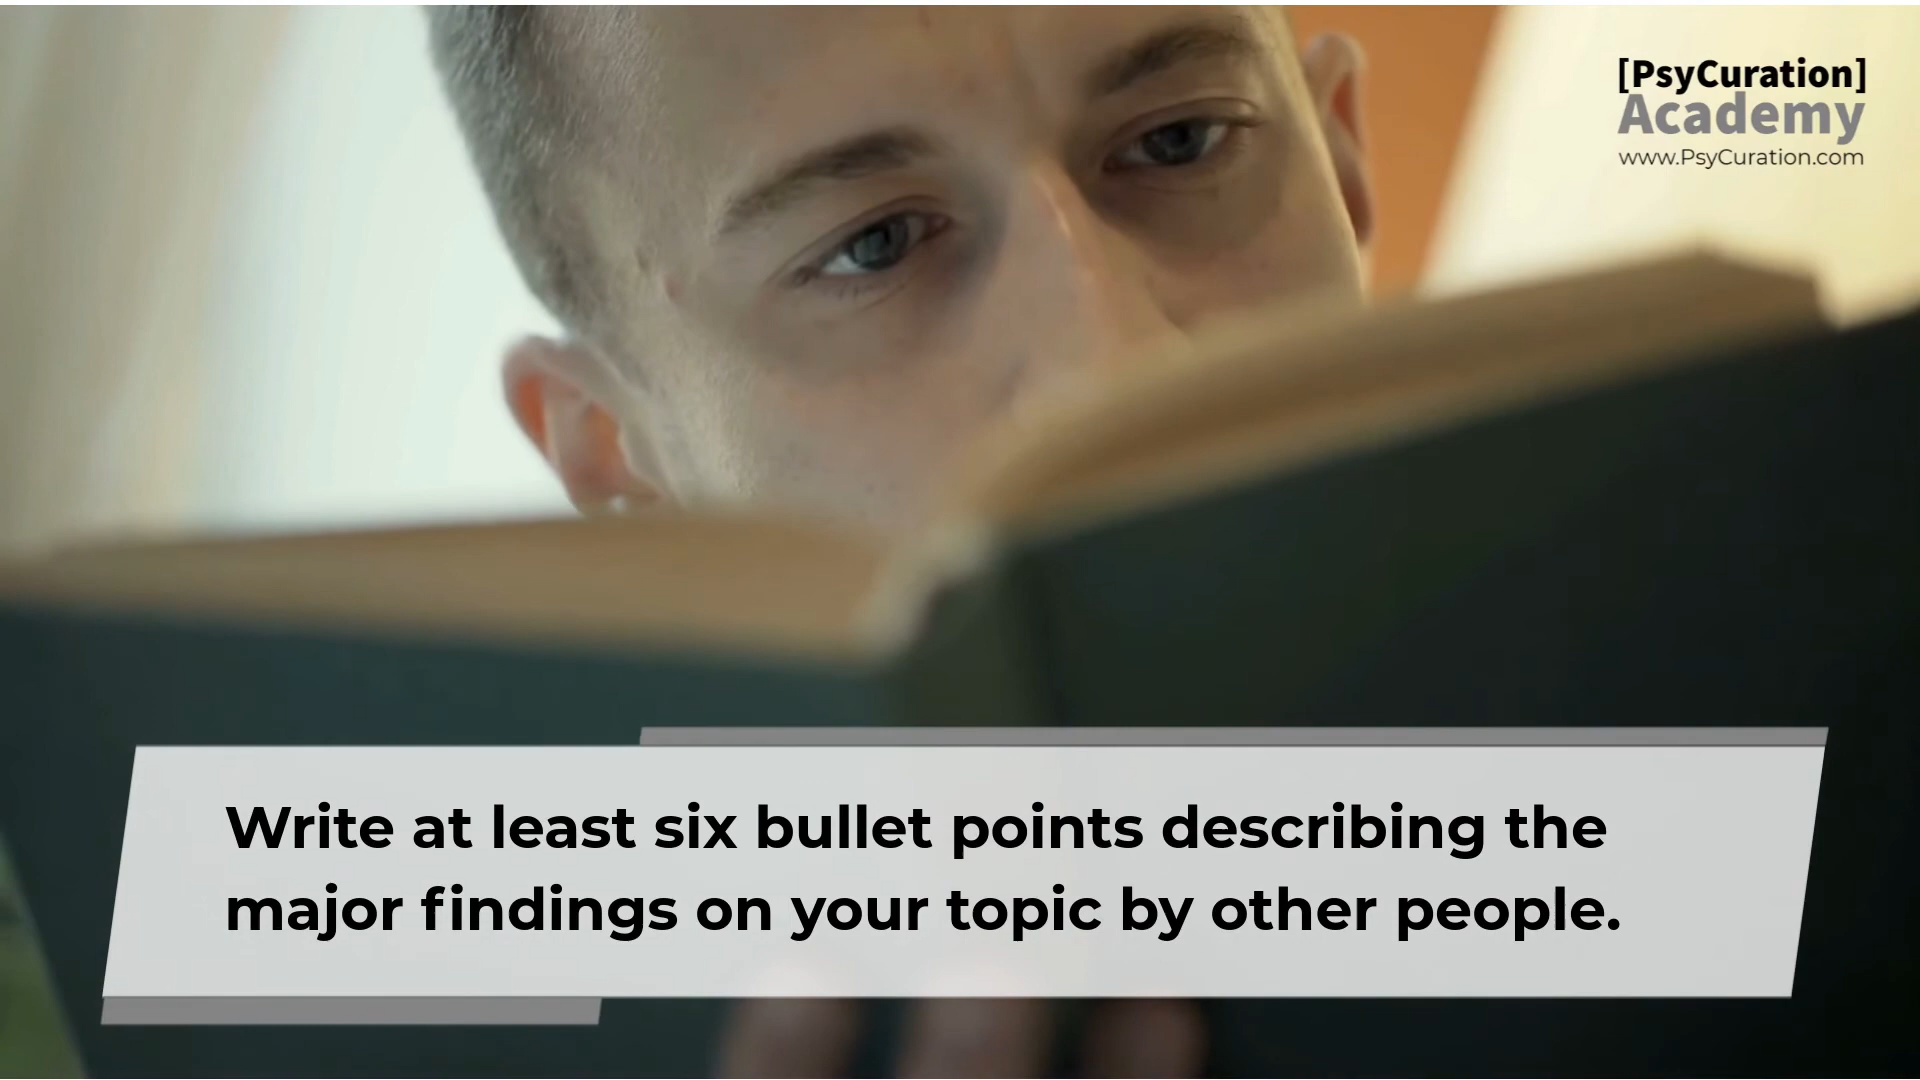 [PsyCuration]
Academy
www.PsyCuration.com
Write at least six bullet points describing the
major findings on your topic by other people.